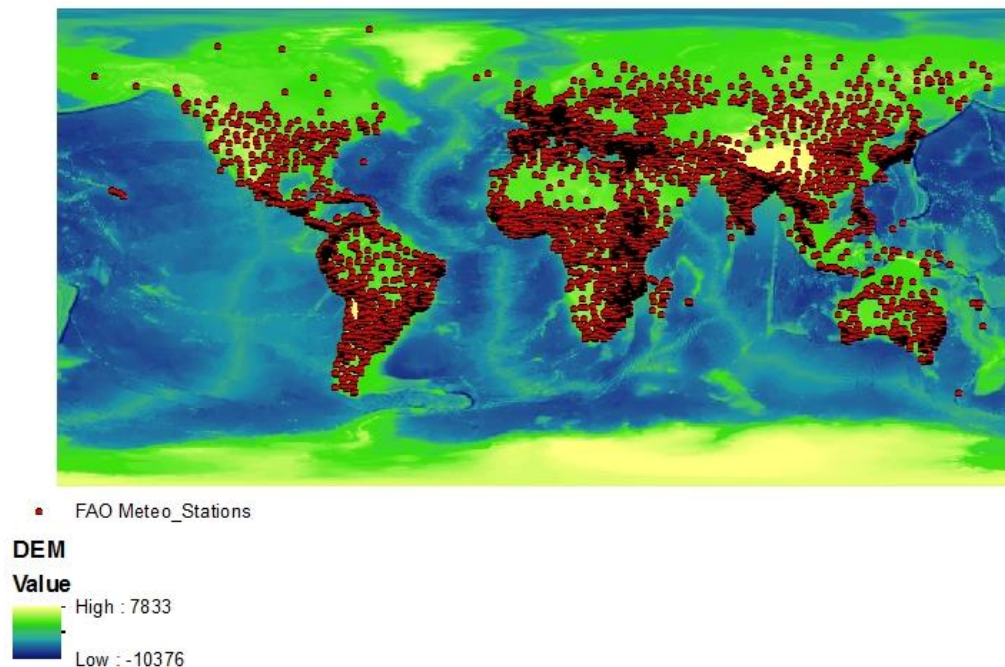 FAO Meteo_Stations
DEM
Value
High : 7833
Low : -10376